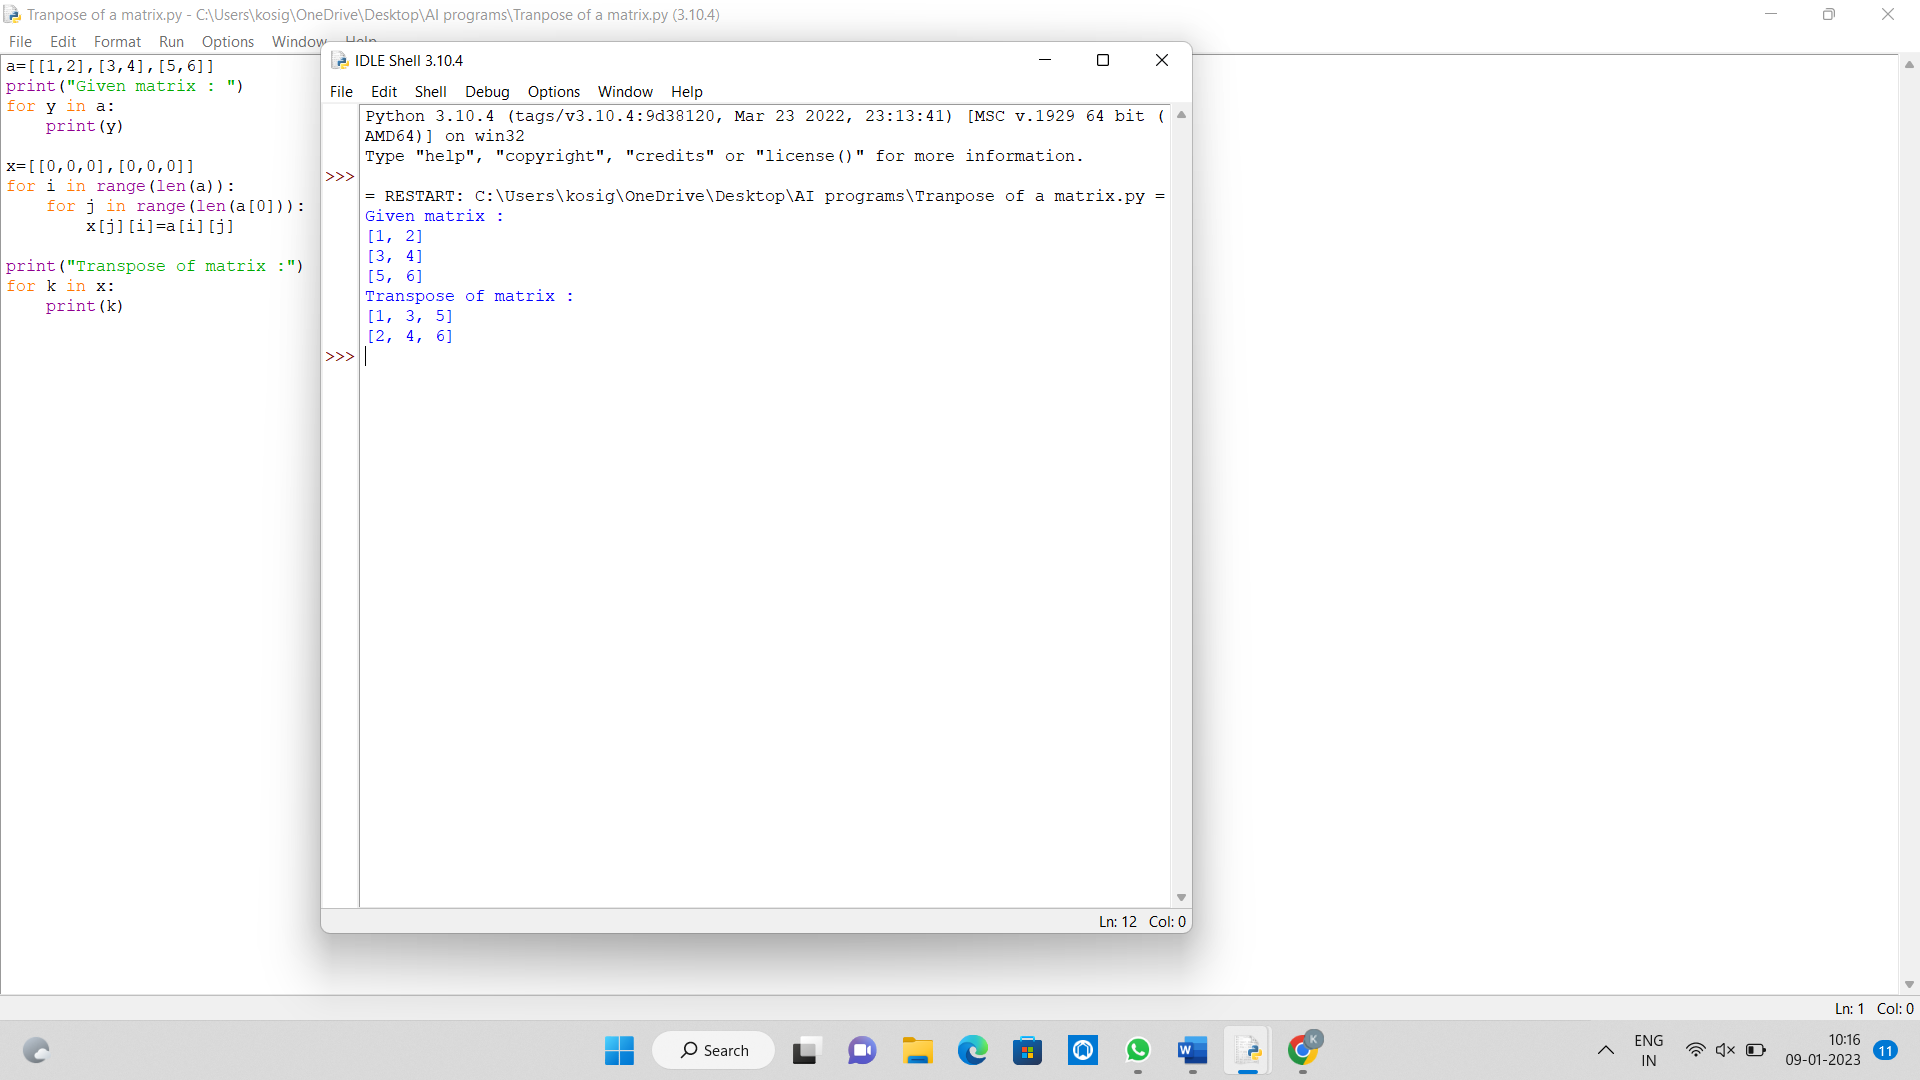 Tranpose of a matrix.py - C:\Users\kosig\OneDrive\Desktop\AI programs\Tranpose of a matrix.py (3.10.4)
File Edit Format Run Options Window Help
a=[[1,2],[3,4],[5,6]]
print("Given matrix : ")
for y in a:
    print(y)
x=[[0,0,0],[0,0,0]]
for i in range(len(a)):
    for j in range(len(a[0])):
        x[j][i]=a[i][j]
print("Transpose of matrix :")
for k in x:
    print(k)
IDLE Shell 3.10.4
File Edit Shell Debug Options Window Help
Python 3.10.4 (tags/v3.10.4:9d38120, Mar 23 2022, 23:13:41) [MSC v.1929 64 bit (
AMD64)] on win32
Type "help", "copyright", "credits" or "license()" for more information.
>>>
= RESTART: C:\Users\kosig\OneDrive\Desktop\AI programs\Tranpose of a matrix.py =
Given matrix :
[1, 2]
[3, 4]
[5, 6]
Transpose of matrix :
[1, 3, 5]
[2, 4, 6]
>>>
Ln: 12 Col: 0
Ln: 1 Col: 0
Search
W
K
ENG
IN
10:16
09-01-2023
11